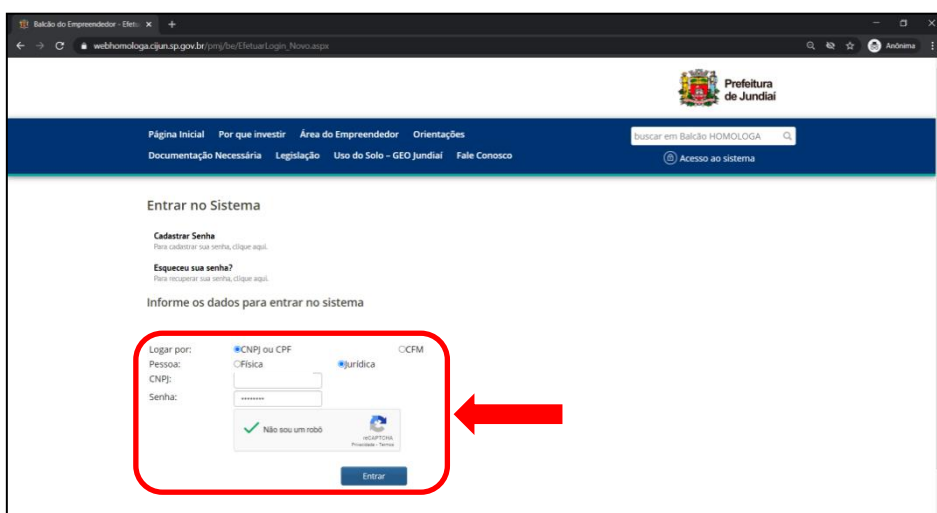 Balcão do Empreendedor - Efetu
webhomologa.cijun.sp.gov.br/pmj/be/EfetuarLogin_Novo.aspx
Anônima
Prefeitura
de Jundiaí
Página Inicial Por que investir Área do Empreendedor Orientações
buscar em Balcão HOMOLOGA
Documentação Necessária Legislação Uso do Solo – GEO Jundiaí Fale Conosco
Acesso ao sistema
Entrar no Sistema
Cadastrar Senha
Para cadastrar sua senha, clique aqui.
Esqueceu sua senha?
Para recuperar sua senha, clique aqui.
Informe os dados para entrar no sistema
Logar por: CNPJ ou CPF CFM
Pessoa: Física Jurídica
CNPJ:
Senha: ••••••••
Não sou um robô
reCAPTCHA
Privacidade - Termos
Entrar